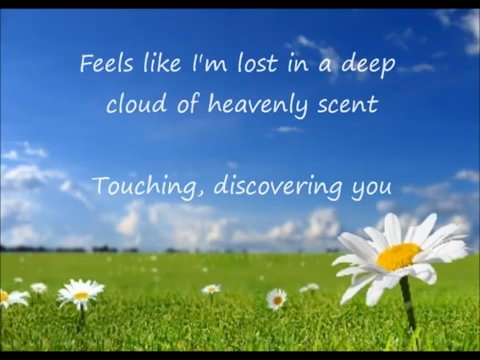 Feels like I'm lost in a deep
cloud of heavenly scent
Touching, discovering you